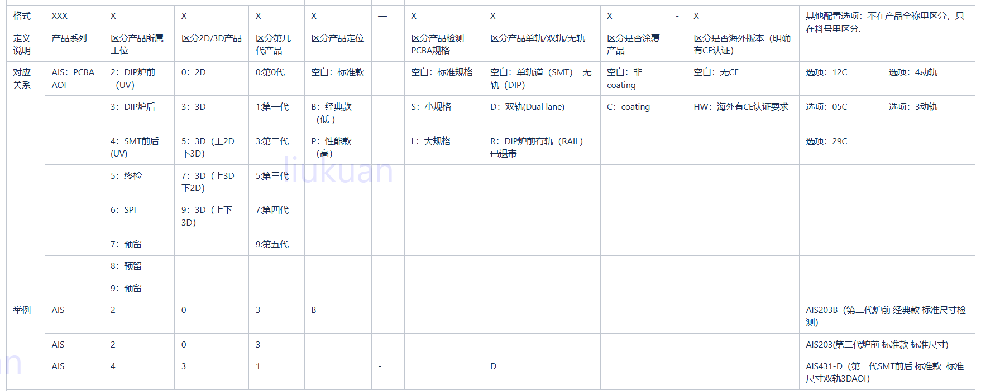 格式 XXX X X X X — X X X - X 其他配置选项：不在产品全称里区分，只
在料号里区分.
定义 产品系列 区分产品所属 区分2D/3D产品 区分第几 区分产品定位 区分产品检测 区分产品单轨/双轨/无轨 区分是否涂覆 区分是否海外版本（明确
说明 工位 代产品 PCBA规格 产品 有CE认证）
对应 AIS：PCBA 2：DIP炉前 0：2D 0:第0代 空白：标准款 空白：标准规格 空白：单轨道（SMT） 无 空白：非 空白：无CE 选项：12C 选项：4动轨
关系 AOI （UV） 轨（DIP） coating
3：DIP炉后 3：3D 1:第一代 B：经典款 S：小规格 D：双轨(Dual lane) C：coating HW：海外有CE认证要求 选项：05C 选项：3动轨
（低 ）
4：SMT前后 5：3D（上2D 3:第二代 P：性能款 L：大规格 R：DIP炉前有轨（RAIL） 选项：29C
(UV) 下3D） （高） 已退市
5：终检 7：3D（上3D 5:第三代
下2D）
liukuan
6：SPI 9：3D（上下 7:第四代
3D）
7：预留 9:第五代
8：预留
9：预留
举例 AIS 2 0 3 B AIS203B（第二代炉前 经典款 标准尺寸检
测）
AIS 2 0 3 AIS203(第二代炉前 标准款 标准尺寸)
an
AIS 4 3 1 - D AIS431-D（第一代SMT前后 标准款 标准
尺寸双轨3DAOI）